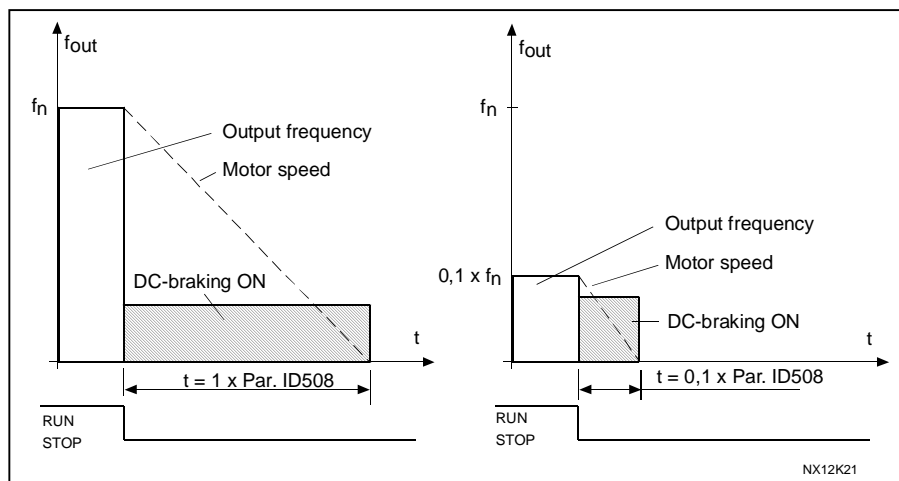 fout
fn
Output frequency
Motor speed
DC-braking ON
t
t = 1 x Par. ID508
RUN
STOP
fout
fn
Output frequency
Motor speed
0,1 x fn
DC-braking ON
t
t = 0,1 x Par. ID508
RUN
STOP
NX12K21